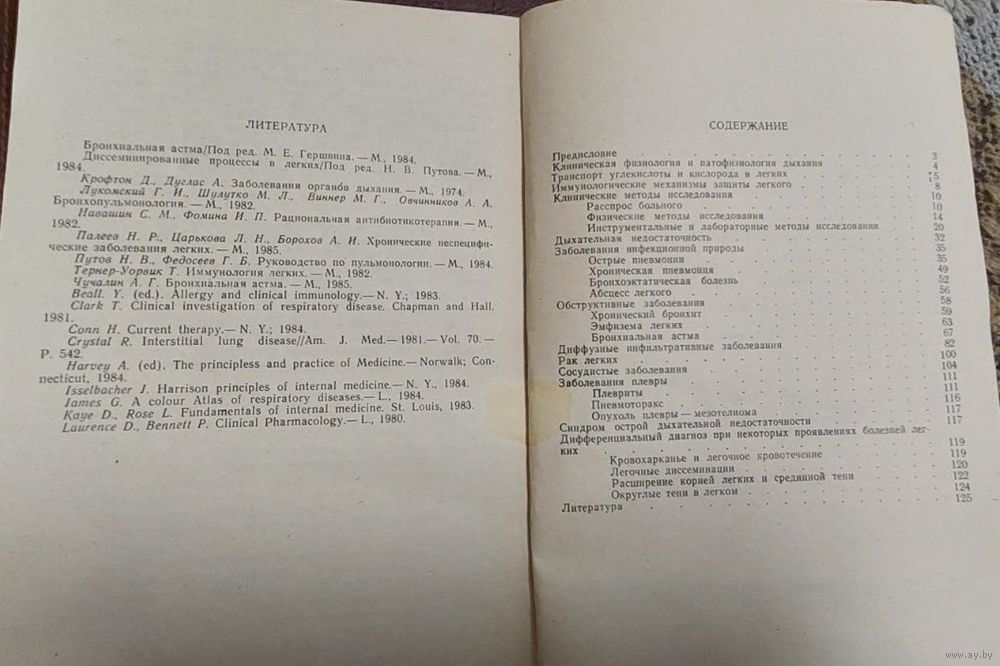 ЛИТЕРАТУРА
Бронхиальная астма/Под ред. М. Е. Гершвина. — М., 1984.
Диссеминированные процессы в легких/Под ред. Н. В. Путова. — М.,
1984.
Крофтон Д., Дуглас А. Заболевания органов дыхания. — М., 1974.
Лукомский Г. И., Шулутко М. Л., Виннер М. Г., Овчинников А. А.
Бронхопульмонология. — М., 1982.
Навашин С. М., Фомина И. П. Рациональная антибиотикотерапия. — М.,
1982.
Палеев Н. Р., Царькова Л. Н., Борохов А. И. Хронические неспецифи-
ческие заболевания легких. — М., 1985.
Путов Н. В., Федосеев Г. Б. Руководство по пульмонологии. — М., 1984.
Тернер-Уорвик Т. Иммунология легких. — М., 1982.
Чучалин А. Г. Бронхиальная астма. — М., 1985.
Beall. Y. (ed.). Allergy and clinical immunology. — N. Y.; 1983.
Clark T. Clinical investigation of respiratory disease. Chapman and Hall.
1981.
Conn H. Current therapy. — N. Y.; 1984.
Crystal R. Interstitial lung disease//Am. J. Med. — 1981. — Vol. 70. —
P. 542.
Harvey A. (ed). The principless and practice of Medicine. — Norwalk; Con-
necticut, 1984.
Isselbacher J. Harrison principles of internal medicine. — N. Y., 1984.
James G. A colour Atlas of respiratory diseases. — L., 1984.
Kaye D., Rose L. Fundamentals of internal medicine. St. Louis, 1983.
Laurence D., Bennett P. Clinical Pharmacology. — L., 1980.
СОДЕРЖАНИЕ
Предисловие . . . 3
Клиническая физиология и патофизиология дыхания . . . 4
Транспорт углекислоты и кислорода в легких . . . 5
Иммунологические механизмы защиты легкого . . . 8
Клинические методы исследования . . . 10
Расспрос больного . . . 10
Физические методы исследования . . . 14
Инструментальные и лабораторные методы исследования . . . 20
Дыхательная недостаточность . . . 32
Заболевания инфекционной природы . . . 35
Острые пневмонии . . . 35
Хроническая пневмония . . . 49
Бронхоэктатическая болезнь . . . 52
Абсцесс легкого . . . 56
Обструктивные заболевания . . . 58
Хронический бронхит . . . 59
Эмфизема легких . . . 63
Бронхиальная астма . . . 67
Диффузные инфильтративные заболевания . . . 82
Рак легких . . . 100
Сосудистые заболевания . . . 104
Заболевания плевры . . . 111
Плевриты . . . 111
Пневмоторакс . . . 116
Опухоль плевры — мезотелиома . . . 117
Синдром острой дыхательной недостаточности . . . 117
Дифференциальный диагноз при некоторых проявлениях болезней лег-
ких . . . 119
Кровохарканье и легочное кровотечение . . . 119
Легочные диссеминации . . . 120
Расширение корней легких и срединной тени . . . 122
Округлые тени в легком . . . 124
Литература . . . 125
www.ay.by